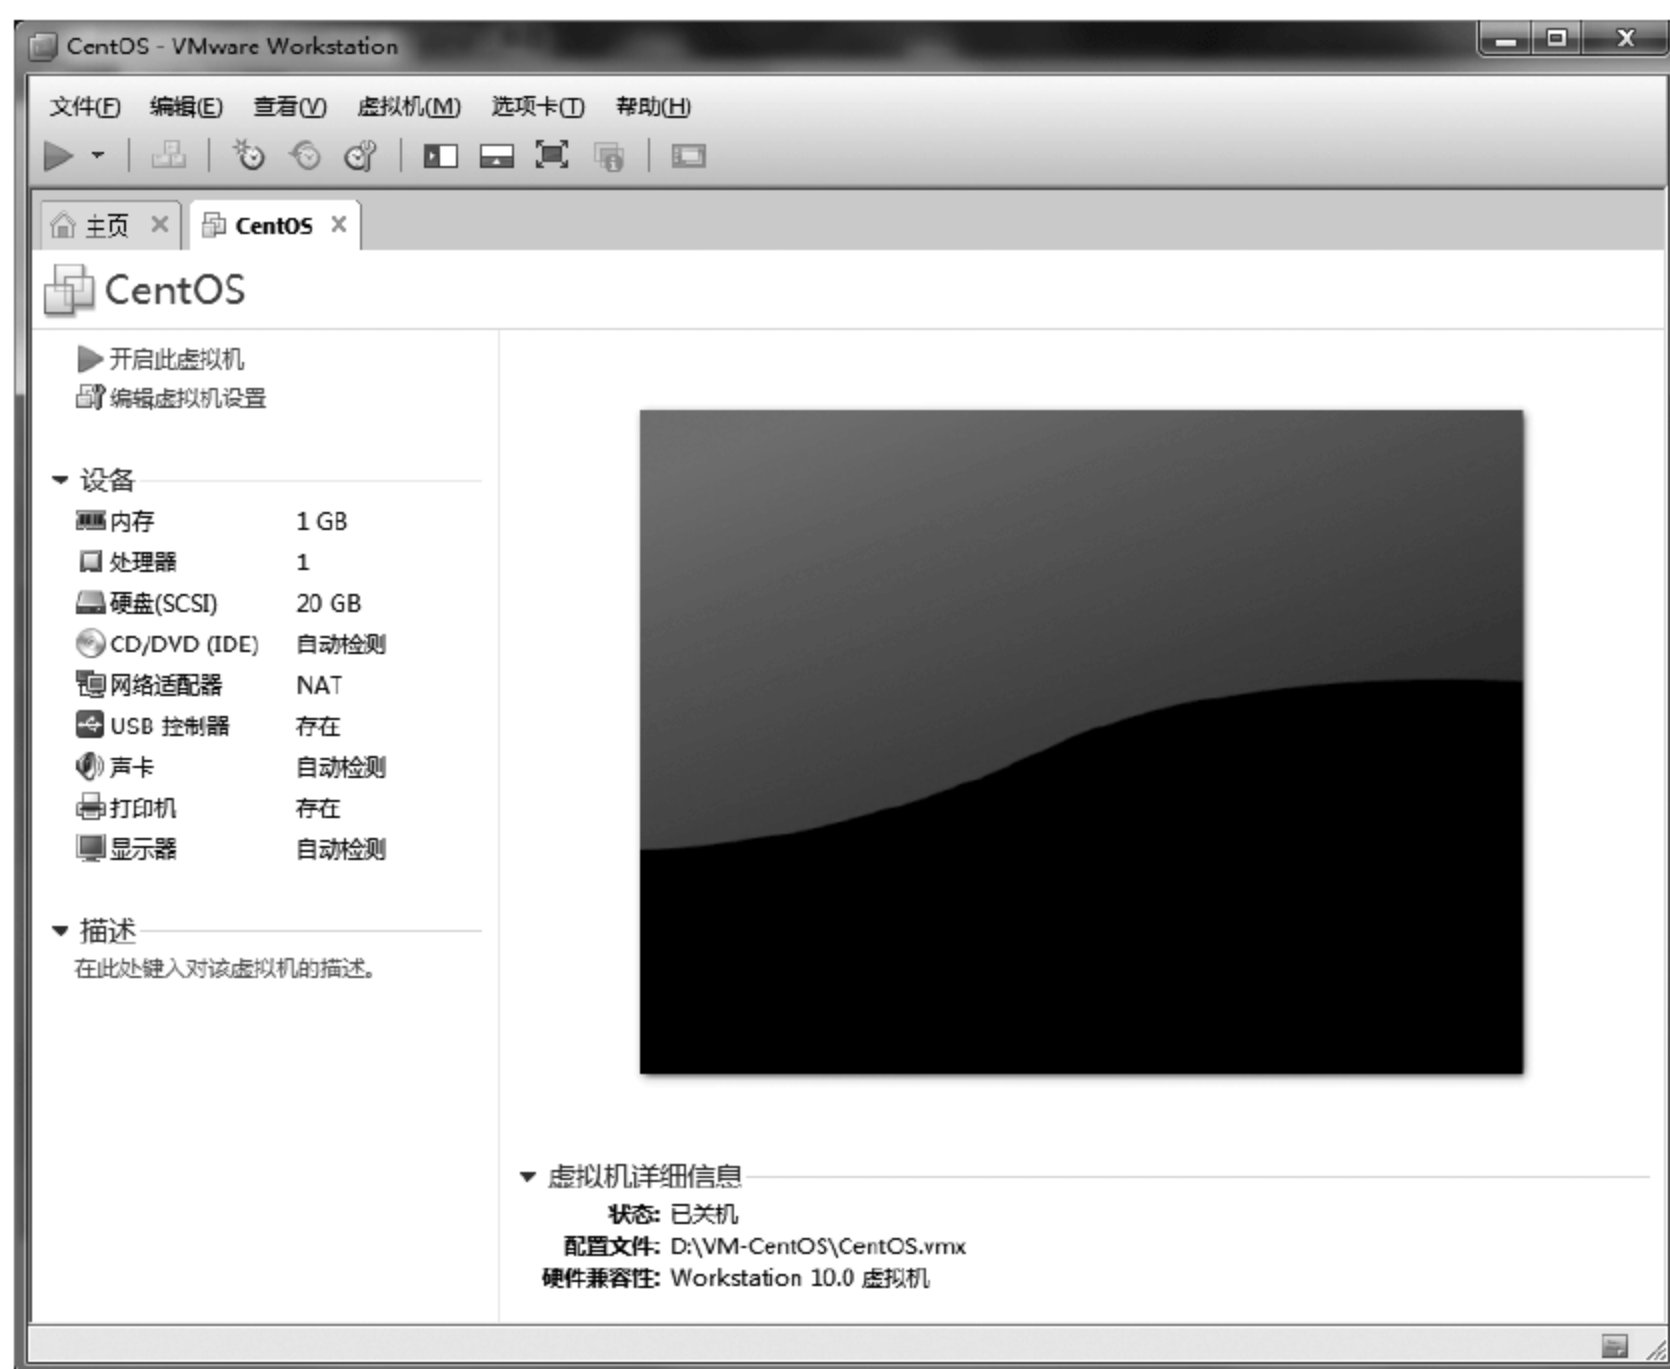 CentOS - VMware Workstation
文件(F) 编辑(E) 查看(V) 虚拟机(M) 选项卡(T) 帮助(H)
主页 CentOS
CentOS
开启此虚拟机
编辑虚拟机设置
设备
内存 1 GB
处理器 1
硬盘(SCSI) 20 GB
CD/DVD (IDE) 自动检测
网络适配器 NAT
USB 控制器 存在
声卡 自动检测
打印机 存在
显示器 自动检测
描述
在此处键入对该虚拟机的描述。
虚拟机详细信息
状态: 已关机
配置文件: D:\VM-CentOS\CentOS.vmx
硬件兼容性: Workstation 10.0 虚拟机